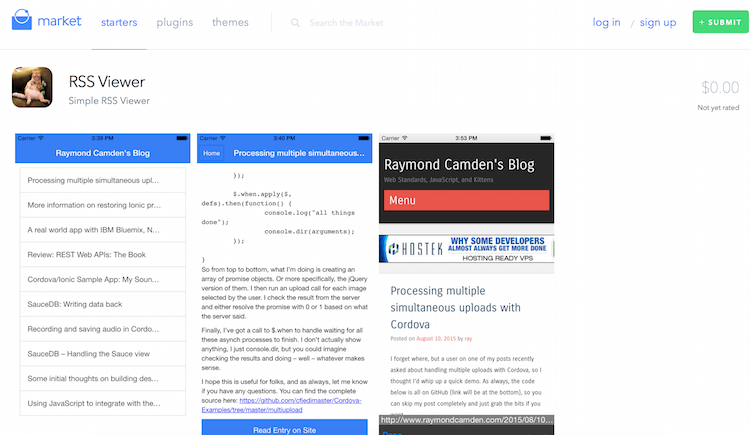 market
starters
plugins
themes
Search the Market
log in / sign up
+ SUBMIT
RSS Viewer
Simple RSS Viewer
$0.00
Not yet rated
Carrier 3:39 PM
Raymond Camden's Blog
Processing multiple simultaneous upl...
More information on restoring Ionic pr...
A real world app with IBM Bluemix, N...
Review: REST Web APIs: The Book
Cordova/Ionic Sample App: My Soun...
SauceDB: Writing data back
Recording and saving audio in Cordo...
SauceDB – Handling the Sauce view
Some initial thoughts on building des...
Using JavaScript to integrate with the...
Carrier 3:40 PM
Home
Processing multiple simultaneous...
});
$.when.apply($,
defs).then(function() {
console.log("all things
done");
console.dir(arguments);
});
}
So from top to bottom, what I'm doing is creating an
array of promise objects. Or more specifically, the jQuery
version of them. I then run an upload call for each image
selected by the user. I check the result from the server
and either resolve the promise with 0 or 1 based on what
the server said.
Finally, I've got a call to $.when to handle waiting for all
these asynch processes to finish. I don't actually show
anything, I just console.dir, but you could imagine
checking the results and doing – well – whatever makes
sense.
I hope this is useful for folks, and as always, let me know
if you have any questions. You can find the complete
source here: https://github.com/cfjedimaster/Cordova-
Examples/tree/master/multiupload
Read Entry on Site
Carrier 3:53 PM
Raymond Camden's Blog
Web Standards, JavaScript, and Kittens
Menu
HOSTEK
WHY SOME DEVELOPERS
ALMOST ALWAYS GET MORE DONE
HOSTING READY VPS
Processing multiple
simultaneous uploads with
Cordova
Posted on August 10, 2015 by ray
I forget where, but a user on one of my posts recently
asked about handling multiple uploads with Cordova, so I
thought I'd whip up a quick demo. As always, the code
below is all on GitHub (link will be at the bottom), so you
can skip my post completely and just grab the bits if you
http://www.raymondcamden.com/2015/08/10...